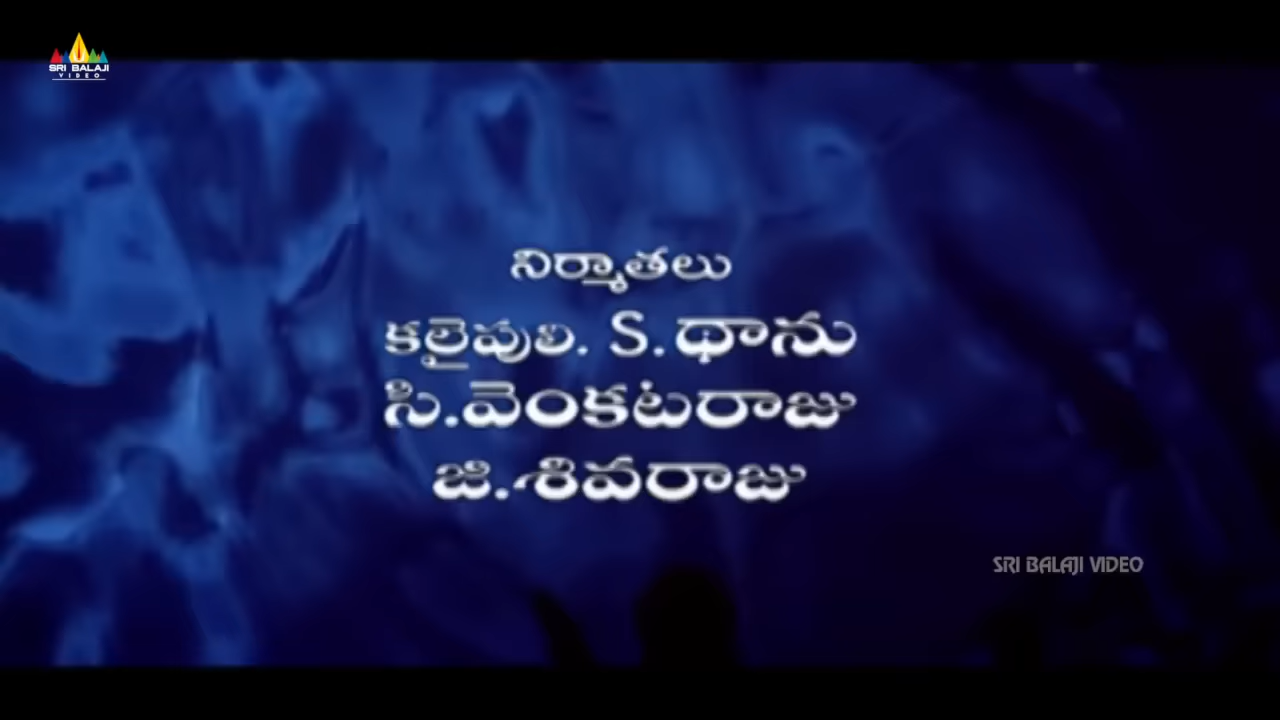 SRI BALAJI
VIDEO
నిర్మాతలు
కలైపులి. S.థాను
సి.వెంకటరాజు
జి.శివరాజు
SRI BALAJI VIDEO